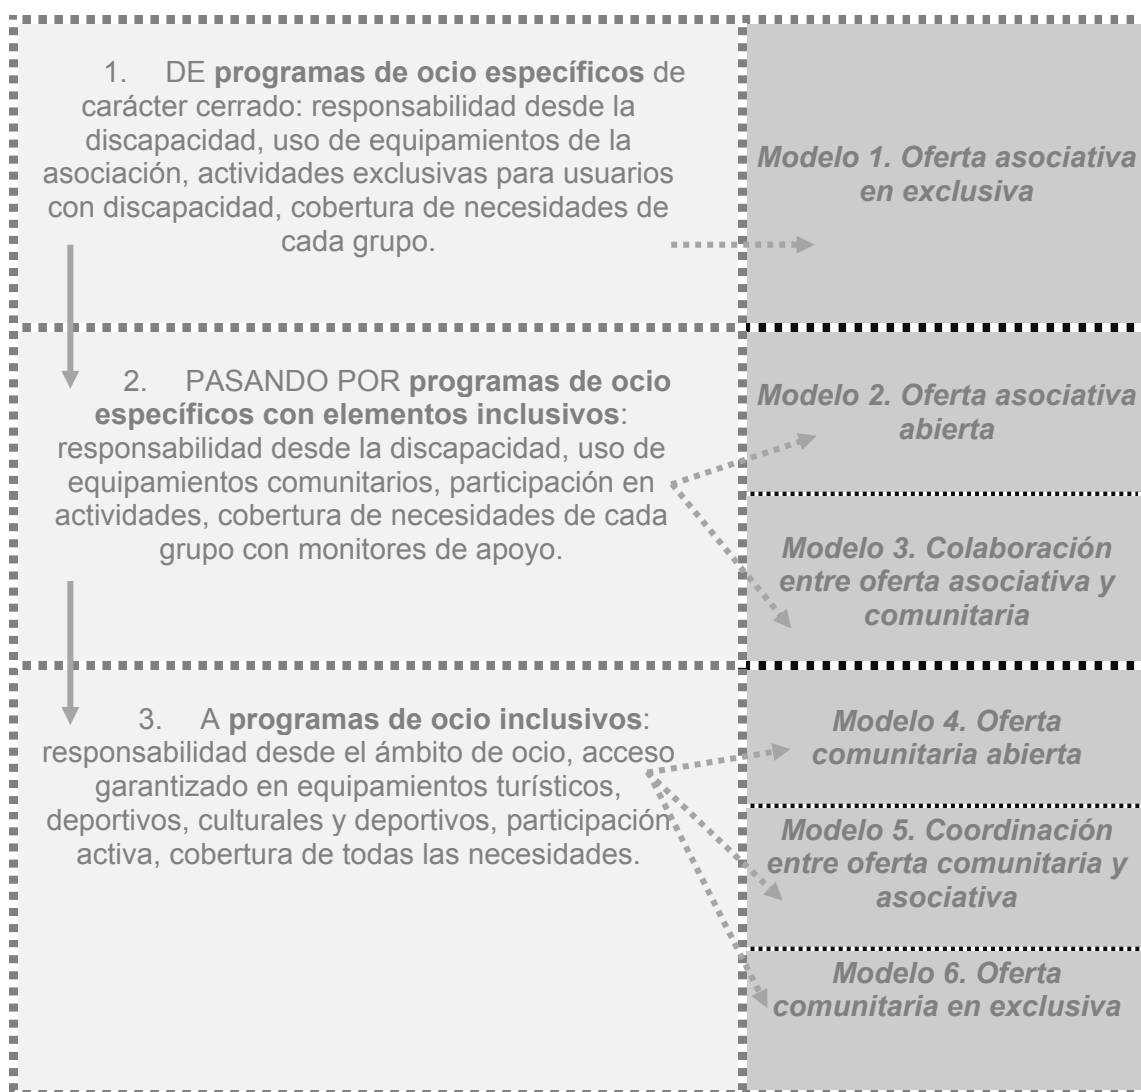 1. DE programas de ocio específicos de
carácter cerrado: responsabilidad desde la
discapacidad, uso de equipamientos de la
asociación, actividades exclusivas para usuarios
con discapacidad, cobertura de necesidades de
cada grupo.
Modelo 1. Oferta asociativa
en exclusiva
2. PASANDO POR programas de ocio
específicos con elementos inclusivos:
responsabilidad desde la discapacidad, uso de
equipamientos comunitarios, participación en
actividades, cobertura de necesidades de cada
grupo con monitores de apoyo.
Modelo 2. Oferta asociativa
abierta
Modelo 3. Colaboración
entre oferta asociativa y
comunitaria
3. A programas de ocio inclusivos:
responsabilidad desde el ámbito de ocio, acceso
garantizado en equipamientos turísticos,
deportivos, culturales y deportivos, participación
activa, cobertura de todas las necesidades.
Modelo 4. Oferta
comunitaria abierta
Modelo 5. Coordinación
entre oferta comunitaria y
asociativa
Modelo 6. Oferta
comunitaria en exclusiva